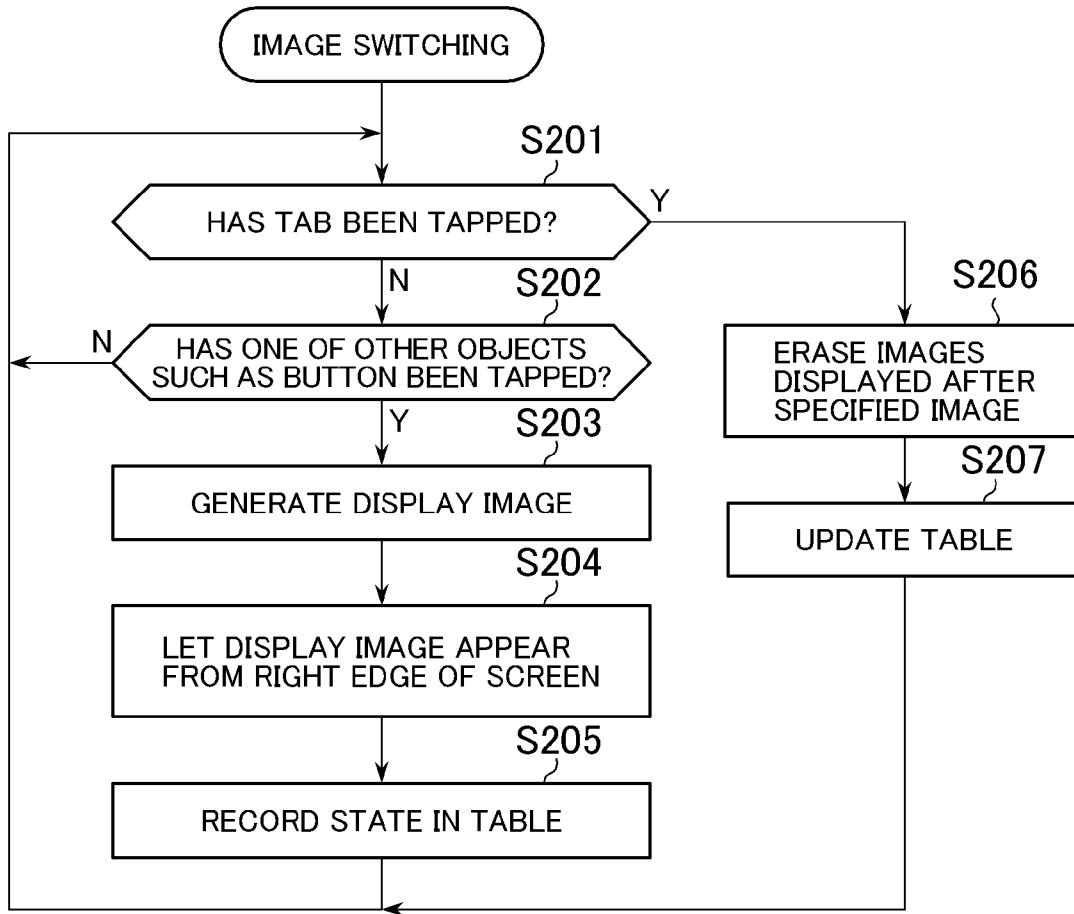 IMAGE SWITCHING
S201
HAS TAB BEEN TAPPED?
Y
N
S202
HAS ONE OF OTHER OBJECTS
SUCH AS BUTTON BEEN TAPPED?
N
Y
S203
GENERATE DISPLAY IMAGE
S204
LET DISPLAY IMAGE APPEAR
FROM RIGHT EDGE OF SCREEN
S205
RECORD STATE IN TABLE
S206
ERASE IMAGES
DISPLAYED AFTER
SPECIFIED IMAGE
S207
UPDATE TABLE